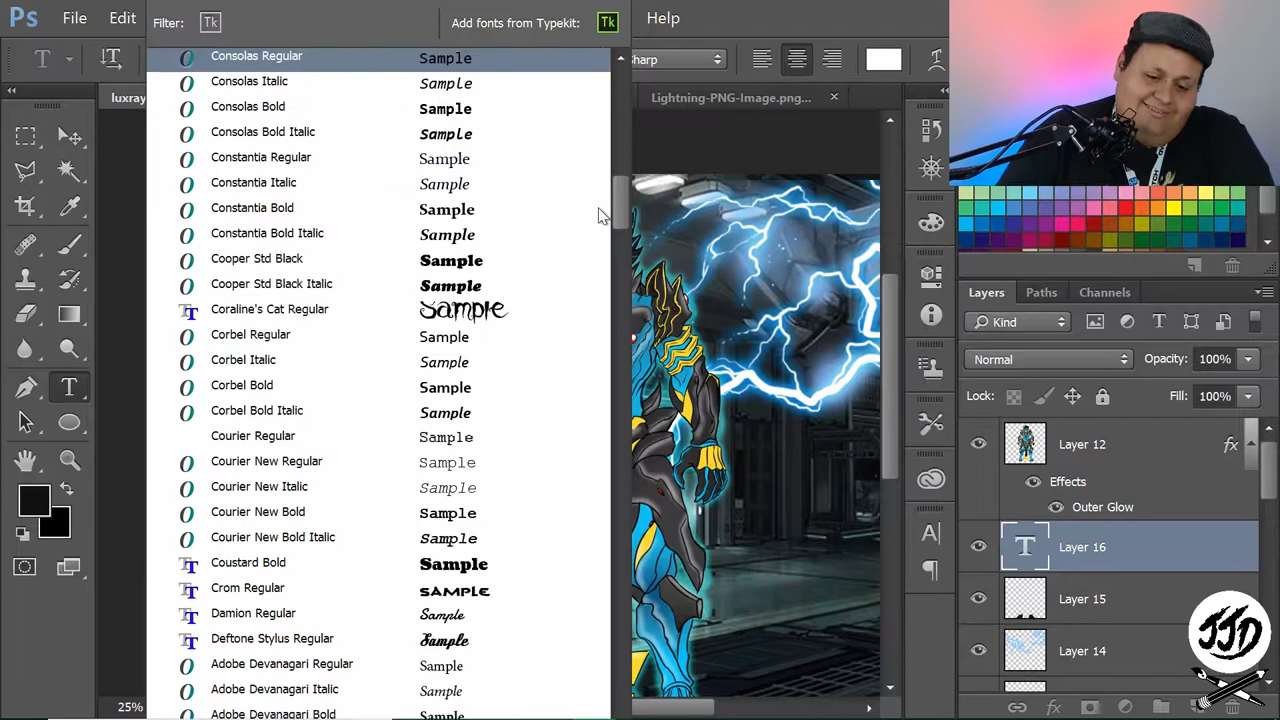 Ps File Edit Filter: Tk Add fonts from Typekit: Tk Help
T T harp
luxray Lightning-PNG-Image.png... ×
Consolas Regular Sample
Consolas Italic Sample
Consolas Bold Sample
Consolas Bold Italic Sample
Constantia Regular Sample
Constantia Italic Sample
Constantia Bold Sample
Constantia Bold Italic Sample
Cooper Std Black Sample
Cooper Std Black Italic Sample
Coraline's Cat Regular Sample
Corbel Regular Sample
Corbel Italic Sample
Corbel Bold Sample
Corbel Bold Italic Sample
Courier Regular Sample
Courier New Regular Sample
Courier New Italic Sample
Courier New Bold Sample
Courier New Bold Italic Sample
Coustard Bold Sample
Crom Regular SAMPLE
Damion Regular Sample
Deftone Stylus Regular Sample
Adobe Devanagari Regular Sample
Adobe Devanagari Italic Sample
Adobe Devanagari Bold Sample
25%
Layers Paths Channels
Kind T
Normal Opacity: 100%
Lock: Fill: 100%
Layer 12 fx
Effects
Outer Glow
T Layer 16
Layer 15
Layer 14
fx
A
JJD